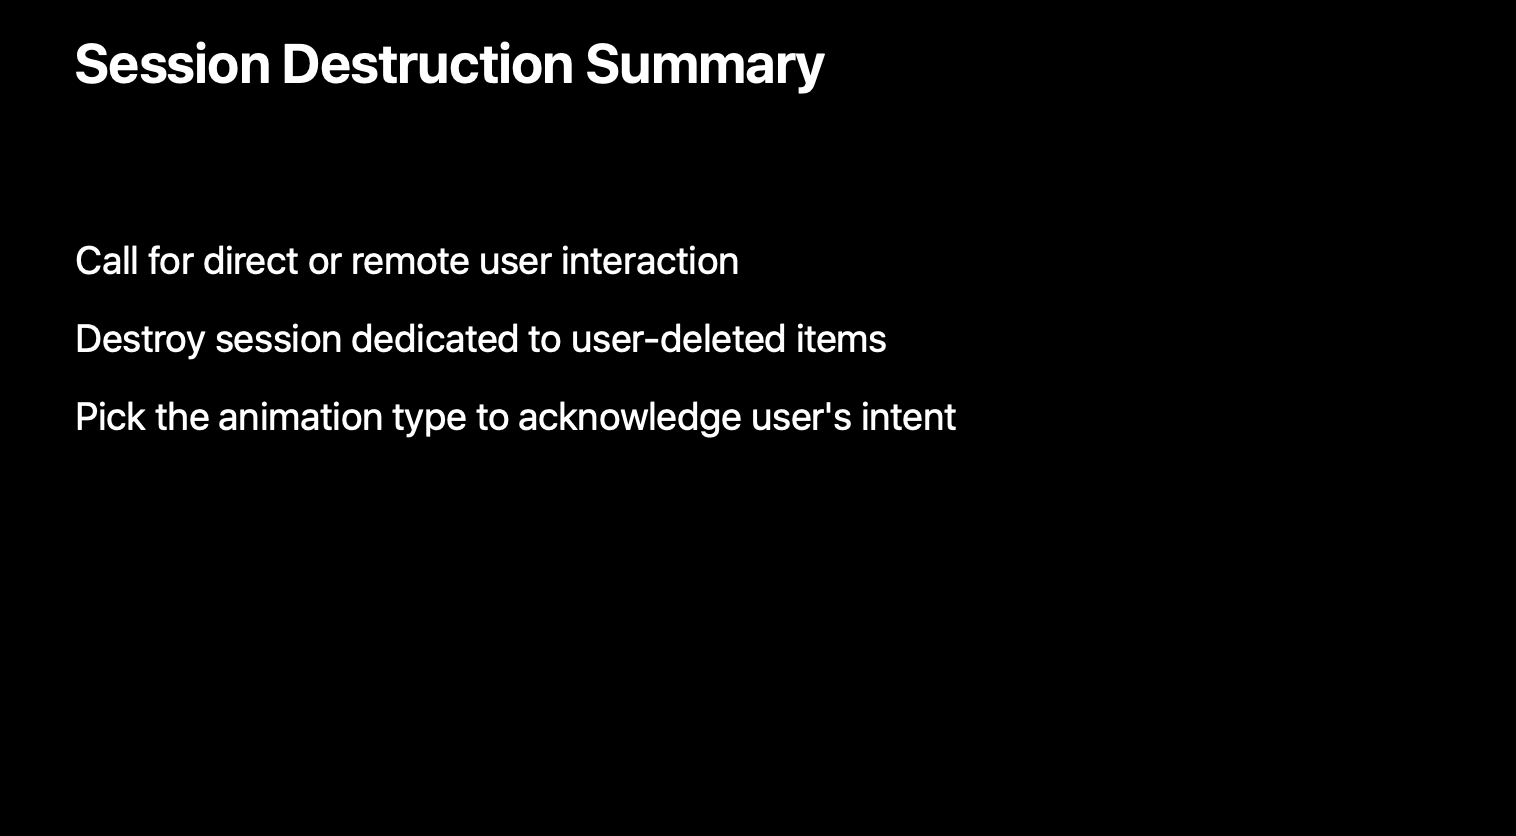 Session Destruction Summary
Call for direct or remote user interaction
Destroy session dedicated to user-deleted items
Pick the animation type to acknowledge user's intent